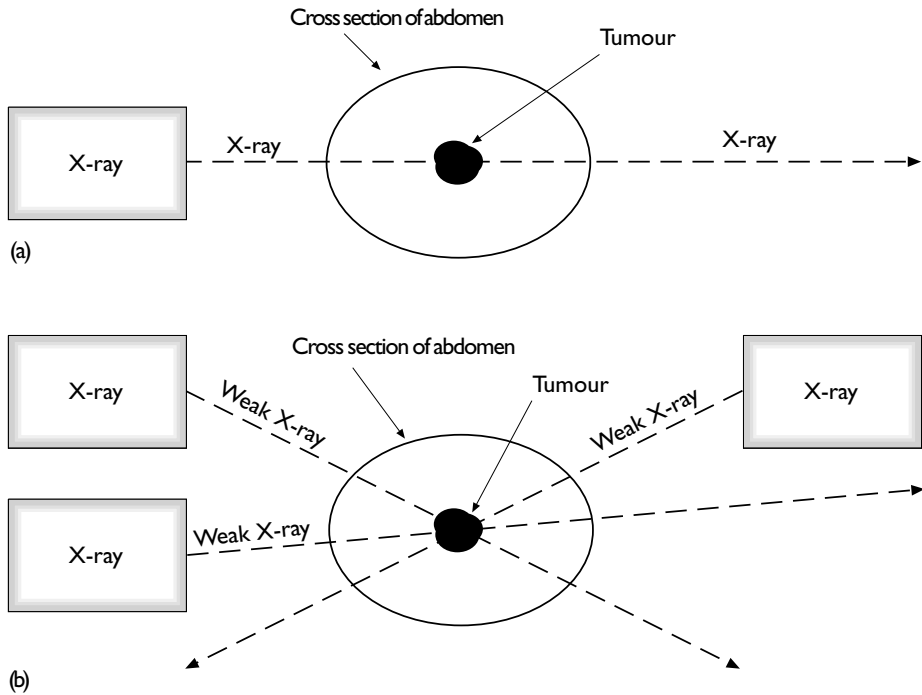 Cross section of abdomen
Tumour
X-ray
X-ray
X-ray
(a)
Cross section of abdomen
X-ray
Weak X-ray
Tumour
Weak X-ray
X-ray
X-ray
Weak X-ray
(b)